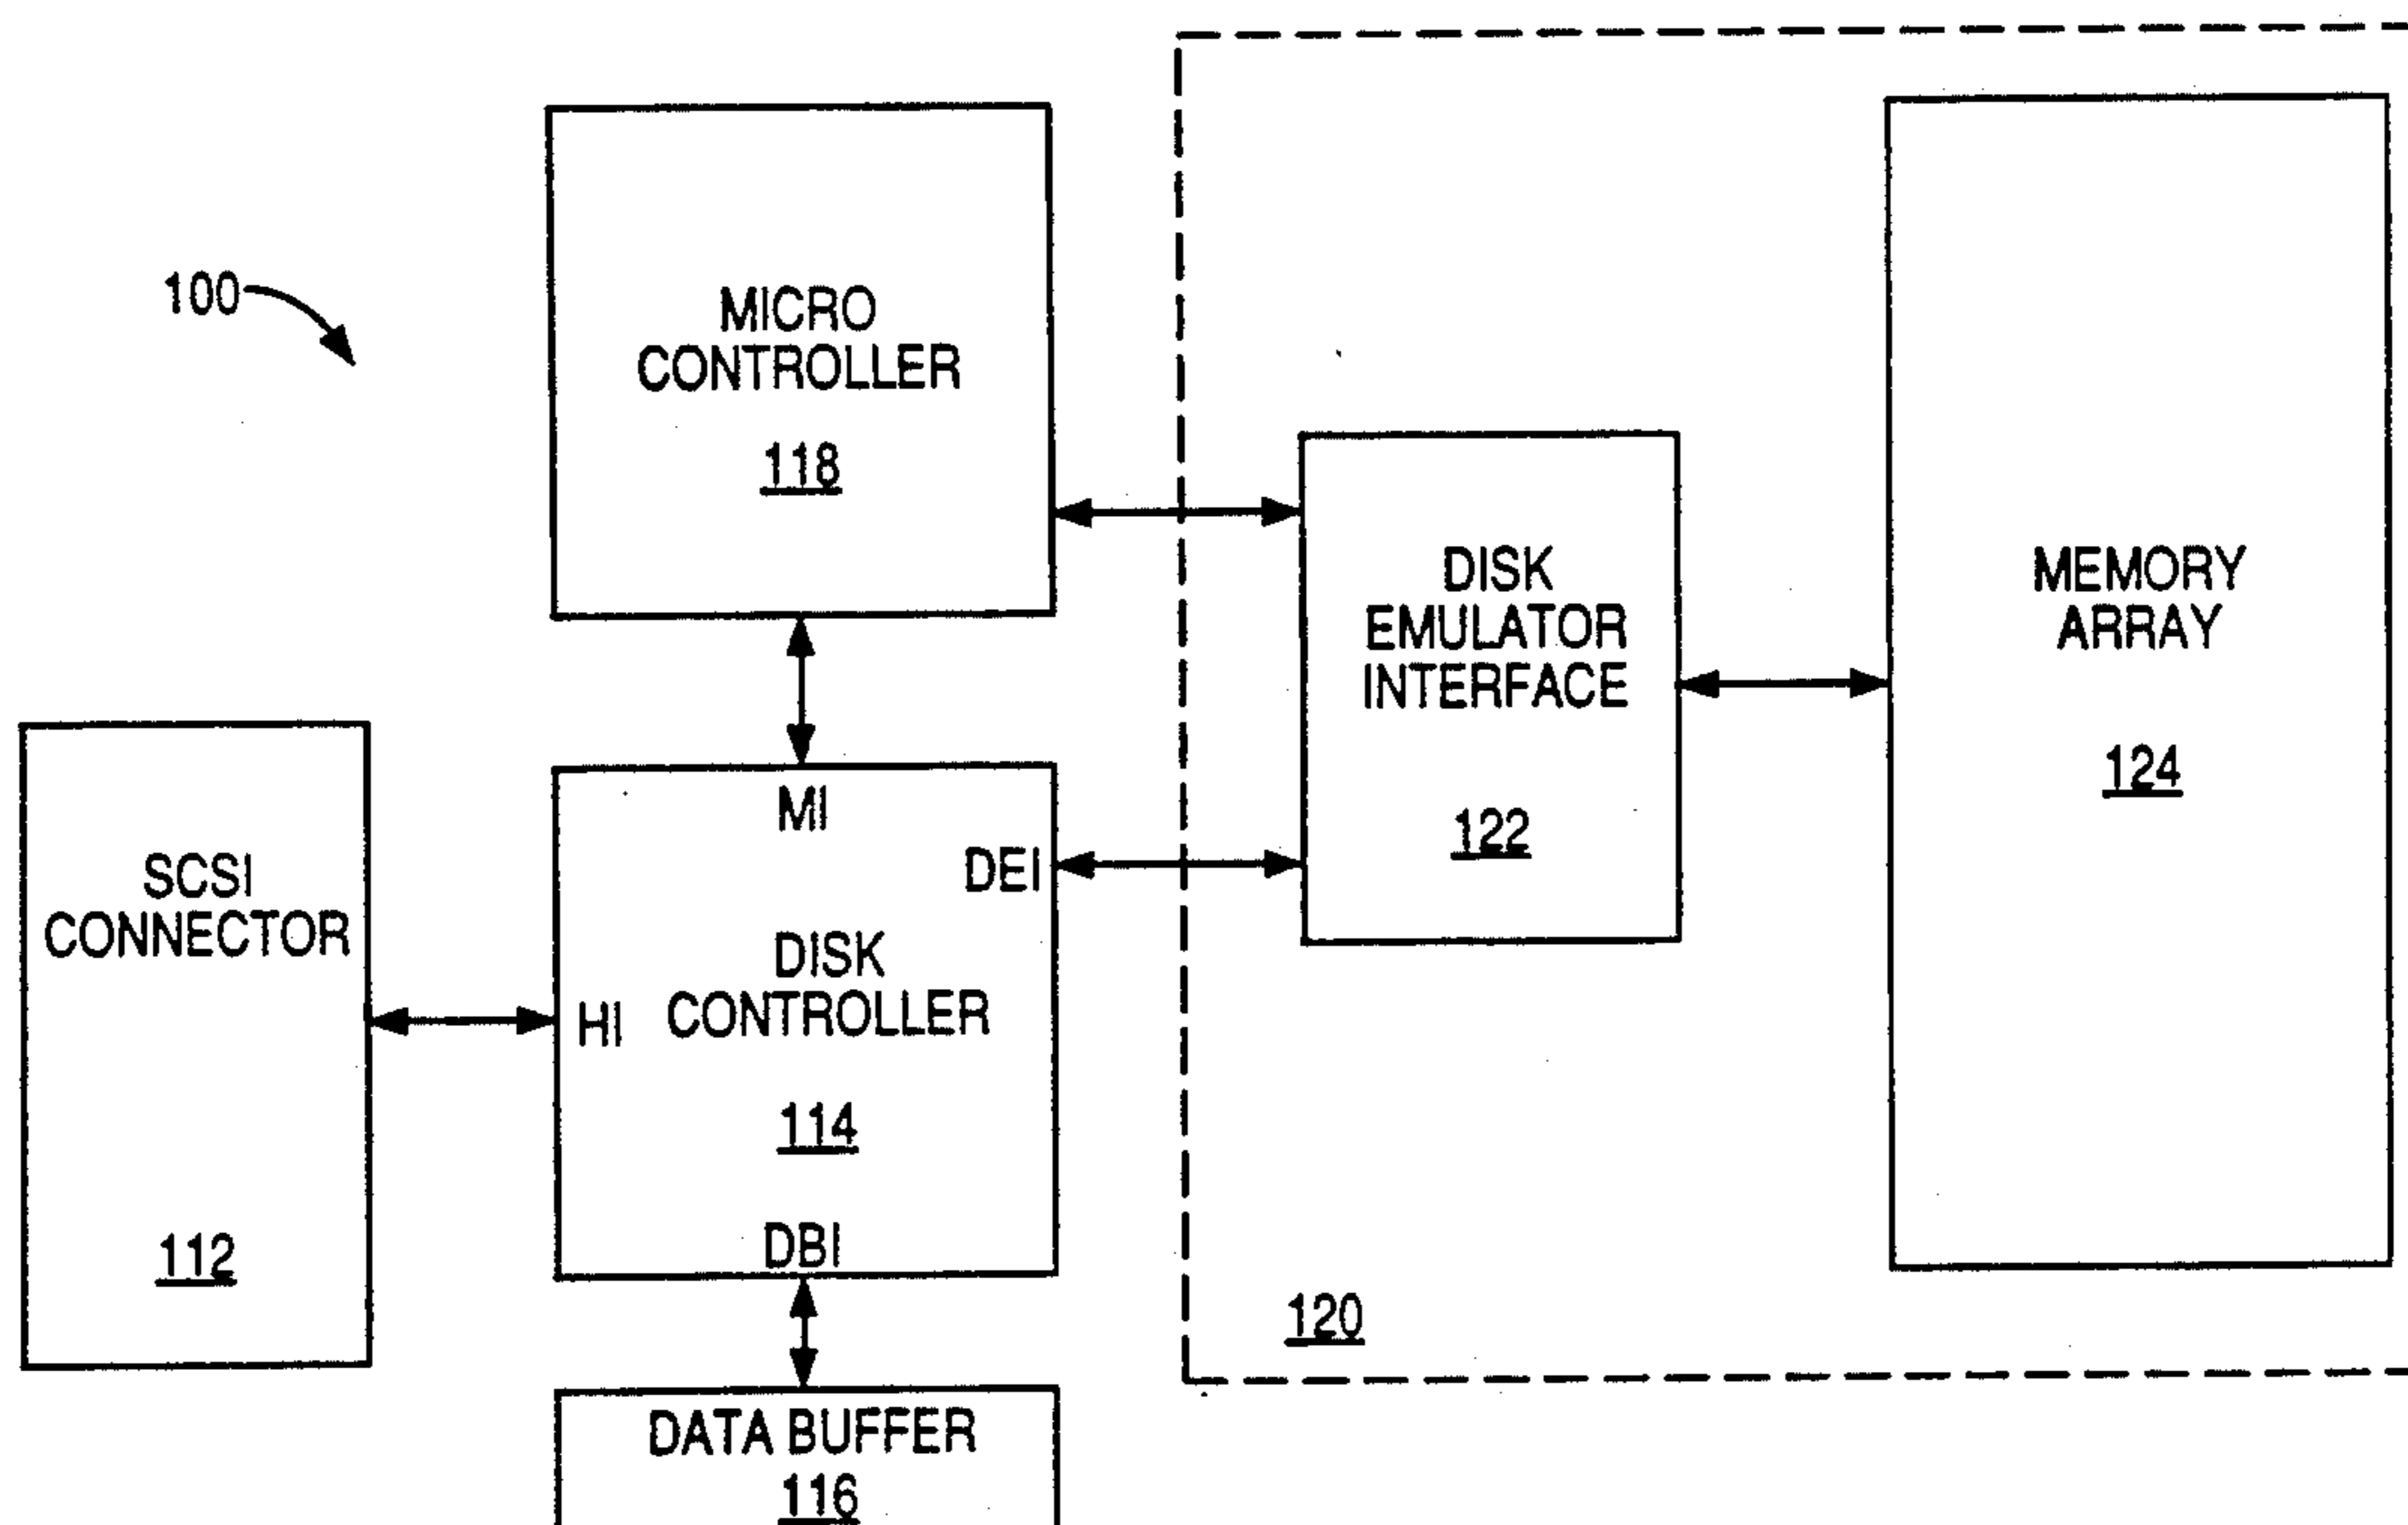 100
MICRO
CONTROLLER
118
DISK
EMULATOR
INTERFACE
122
MEMORY
ARRAY
124
SCSI
CONNECTOR
112
MI
DEI
HI
DISK
CONTROLLER
114
DBI
120
DATA BUFFER
116